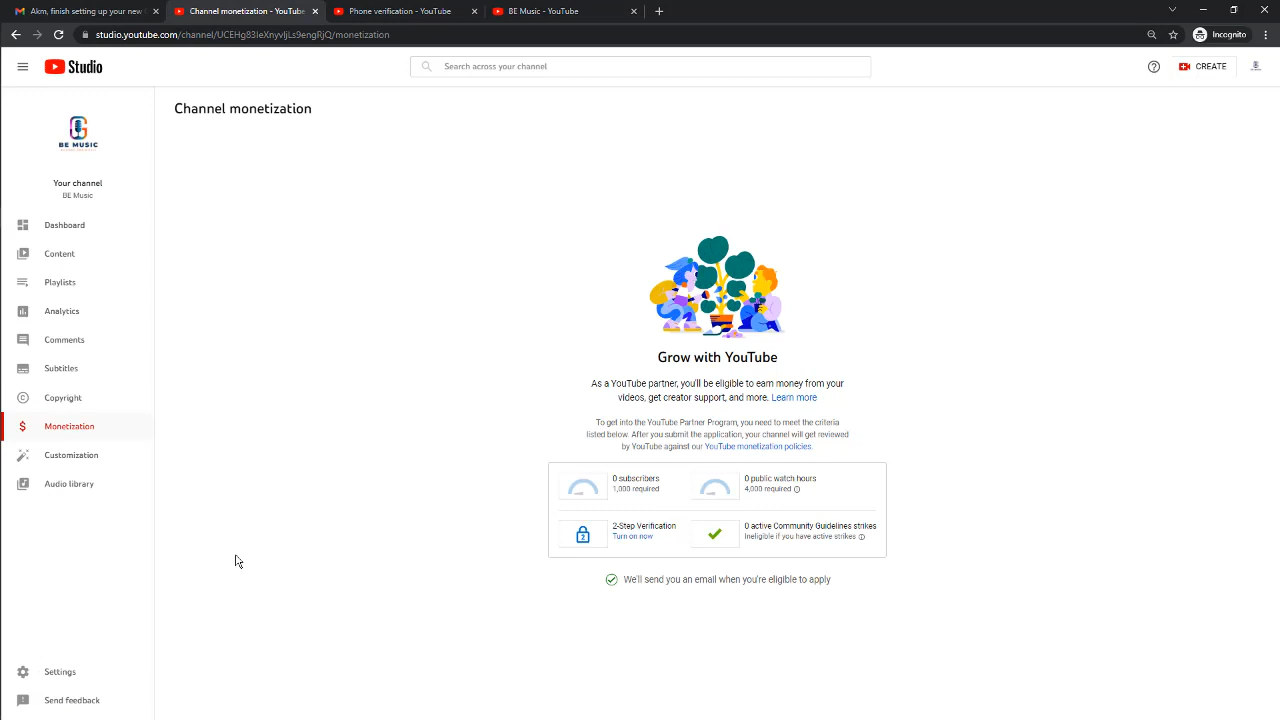 Akm, finish setting up your new
Channel monetization - YouTube
Phone verification - YouTube
BE Music - YouTube
studio.youtube.com/channel/UCEHg83IeXnyvIjLs9engRjQ/monetization
Incognito
Studio
Search across your channel
CREATE
BE MUSIC
Your channel
BE Music
Dashboard
Content
Playlists
Analytics
Comments
Subtitles
Copyright
Monetization
Customization
Audio library
Settings
Send feedback
Channel monetization
Grow with YouTube
As a YouTube partner, you'll be eligible to earn money from your
videos, get creator support, and more. Learn more
To get into the YouTube Partner Program, you need to meet the criteria
listed below. After you submit the application, your channel will get reviewed
by YouTube against our YouTube monetization policies.
0 subscribers
1,000 required
0 public watch hours
4,000 required
2-Step Verification
Turn on now
0 active Community Guidelines strikes
Ineligible if you have active strikes
We'll send you an email when you're eligible to apply